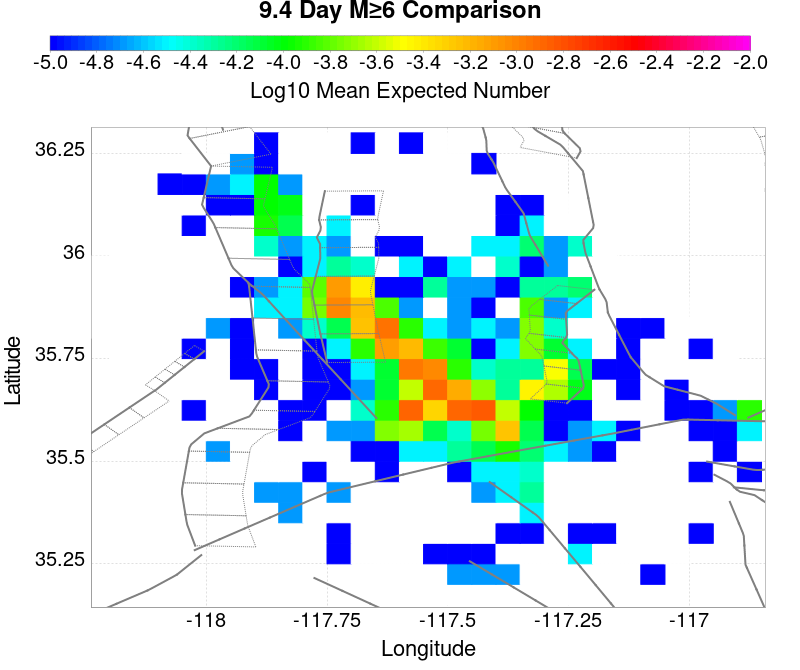 9.4 Day M≥6 Comparison
-5.0 -4.8 -4.6 -4.4 -4.2 -4.0 -3.8 -3.6 -3.4 -3.2 -3.0 -2.8 -2.6 -2.4 -2.2 -2.0
Log10 Mean Expected Number
36.25
36
35.75
35.5
35.25
Latitude
-118 -117.75 -117.5 -117.25 -117
Longitude